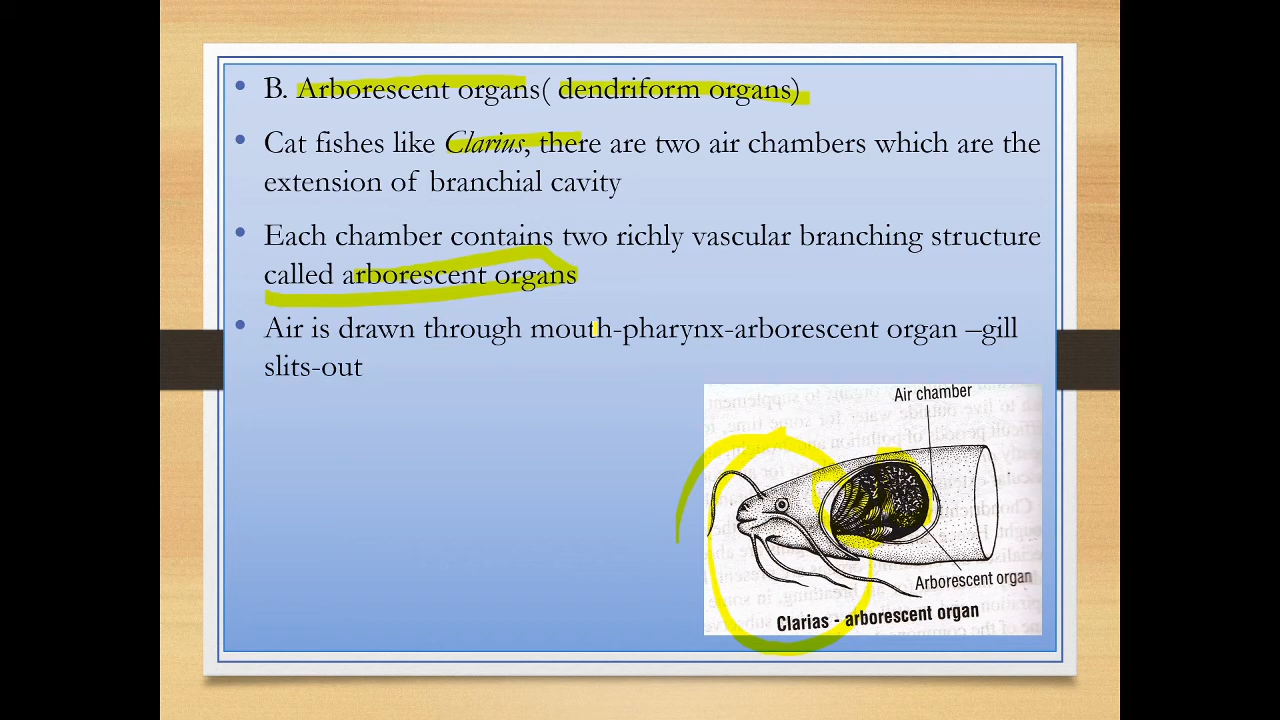 • B. Arborescent organs( dendriform organs)
• Cat fishes like Clarius, there are two air chambers which are the
extension of branchial cavity
• Each chamber contains two richly vascular branching structure
called arborescent organs
• Air is drawn through mouth-pharynx-arborescent organ –gill
slits-out
Air chamber
Arborescent organ
Clarias - arborescent organ